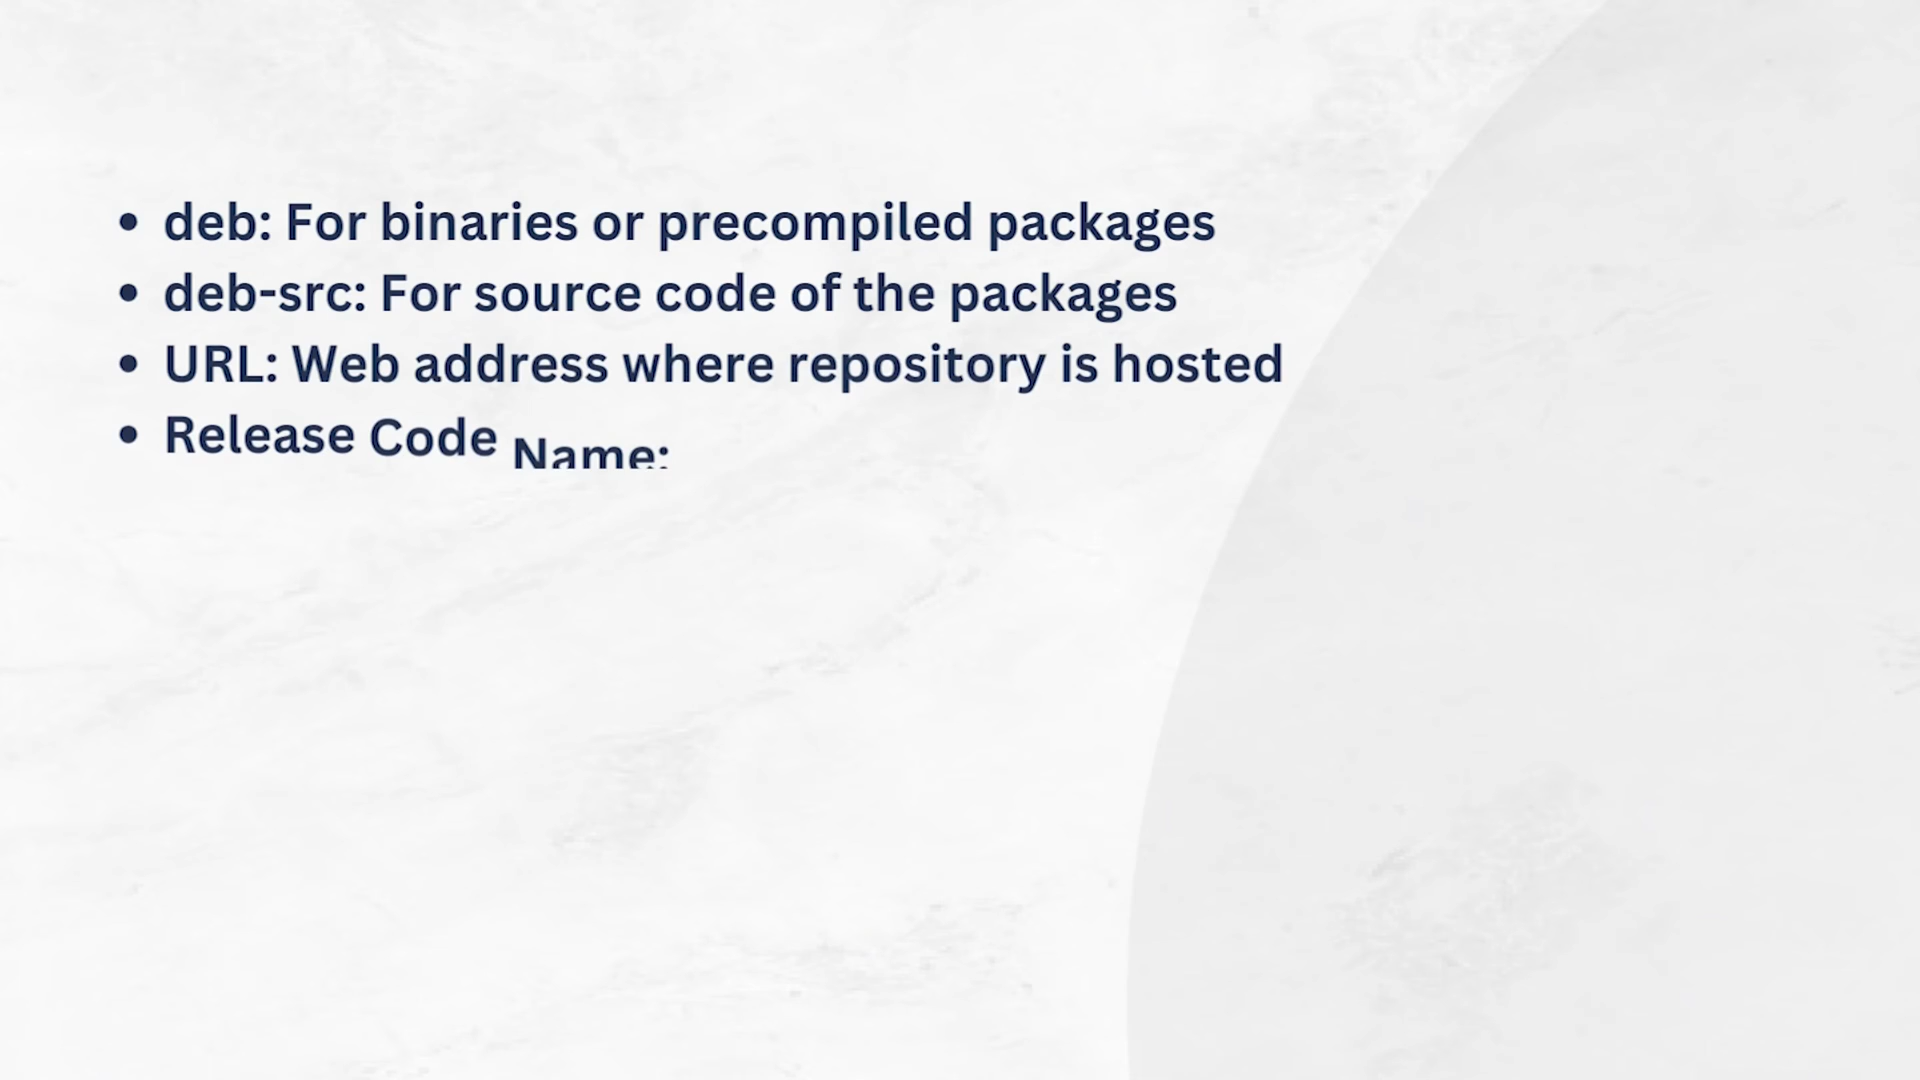 • deb: For binaries or precompiled packages
• deb-src: For source code of the packages
• URL: Web address where repository is hosted
• Release Code Name: